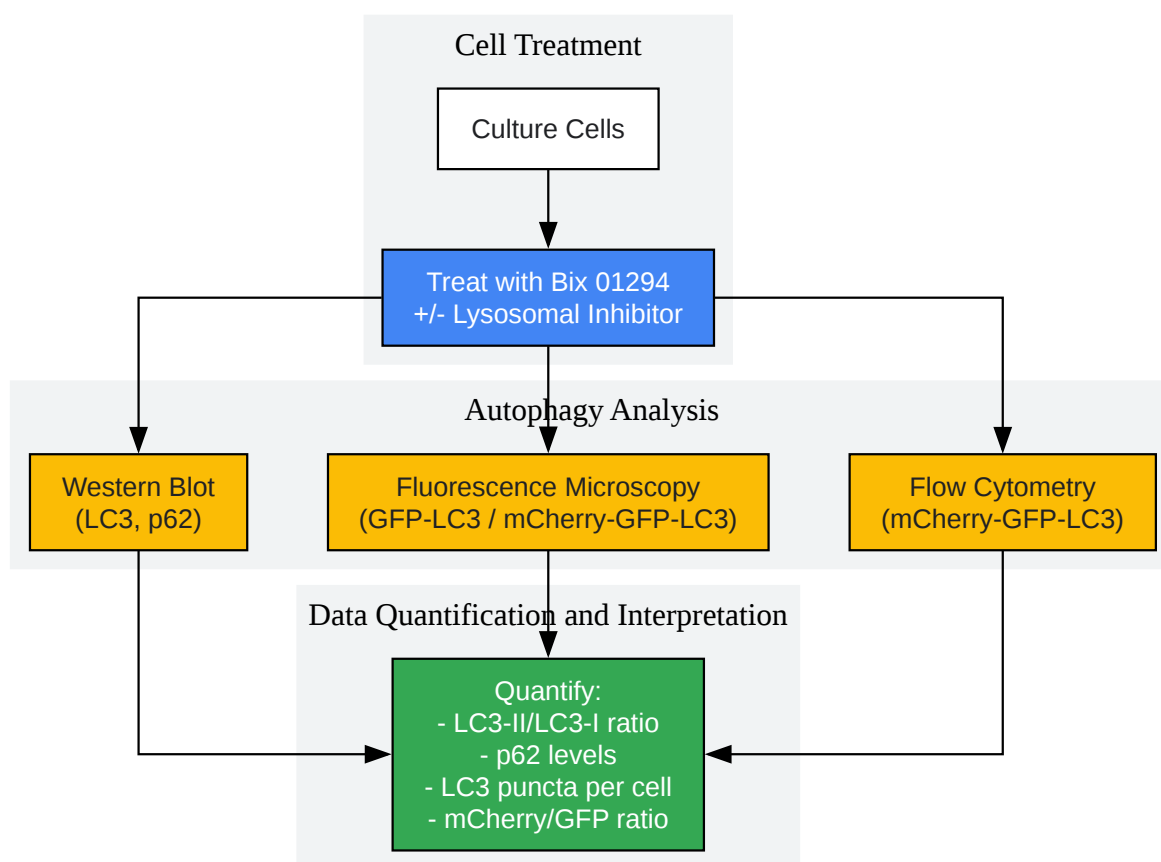 Cell Treatment
Culture Cells
Treat with Bix 01294
+/- Lysosomal Inhibitor
Autophagy Analysis
Western Blot
(LC3, p62)
Fluorescence Microscopy
(GFP-LC3 / mCherry-GFP-LC3)
Flow Cytometry
(mCherry-GFP-LC3)
Data Quantification and Interpretation
Quantify:
- LC3-II/LC3-I ratio
- p62 levels
- LC3 puncta per cell
- mCherry/GFP ratio